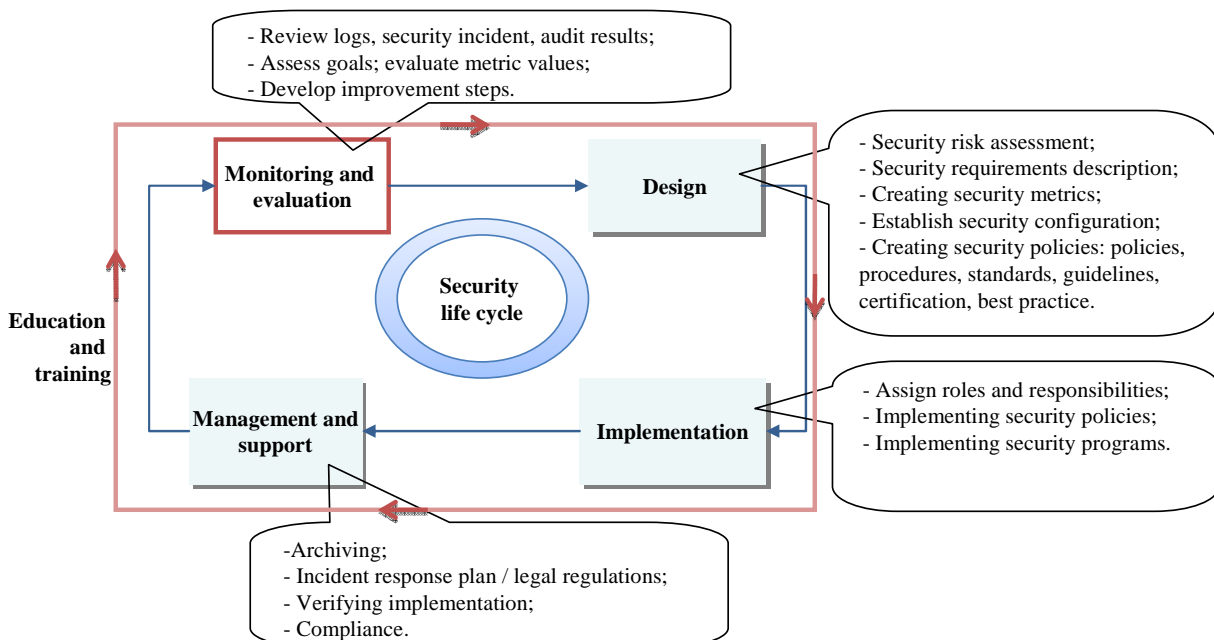 - Review logs, security incident, audit results;
- Assess goals; evaluate metric values;
- Develop improvement steps.
Monitoring and
evaluation
Design
- Security risk assessment;
- Security requirements description;
- Creating security metrics;
- Establish security configuration;
- Creating security policies: policies,
procedures, standards, guidelines,
certification, best practice.
Security
life cycle
Education
and
training
Management and
support
Implementation
- Assign roles and responsibilities;
- Implementing security policies;
- Implementing security programs.
-Archiving;
- Incident response plan / legal regulations;
- Verifying implementation;
- Compliance.